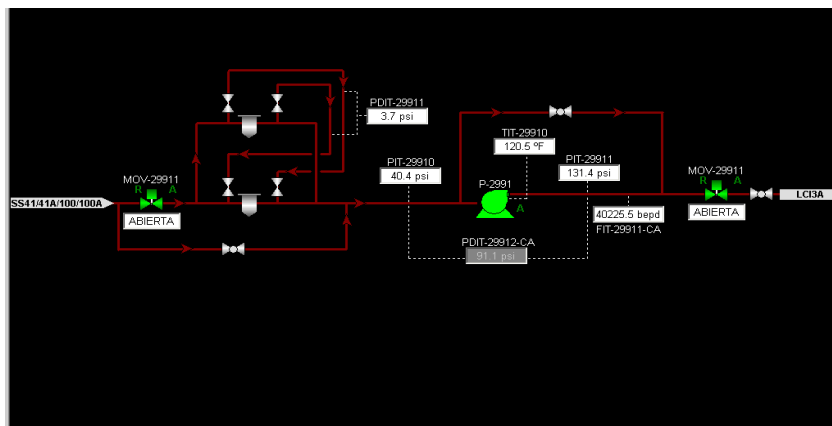 PDIT-29911
3.7 psi
TIT-29910
120.5 ºF
PIT-29910
40.4 psi
PIT-29911
131.4 psi
MOV-29911
R A
ABIERTA
P-2991
A
MOV-29911
R A
ABIERTA
SS41/41A/100/100A
LCI3A
40225.5 bepd
FIT-29911-CA
PDIT-29912-CA
91.1 psi